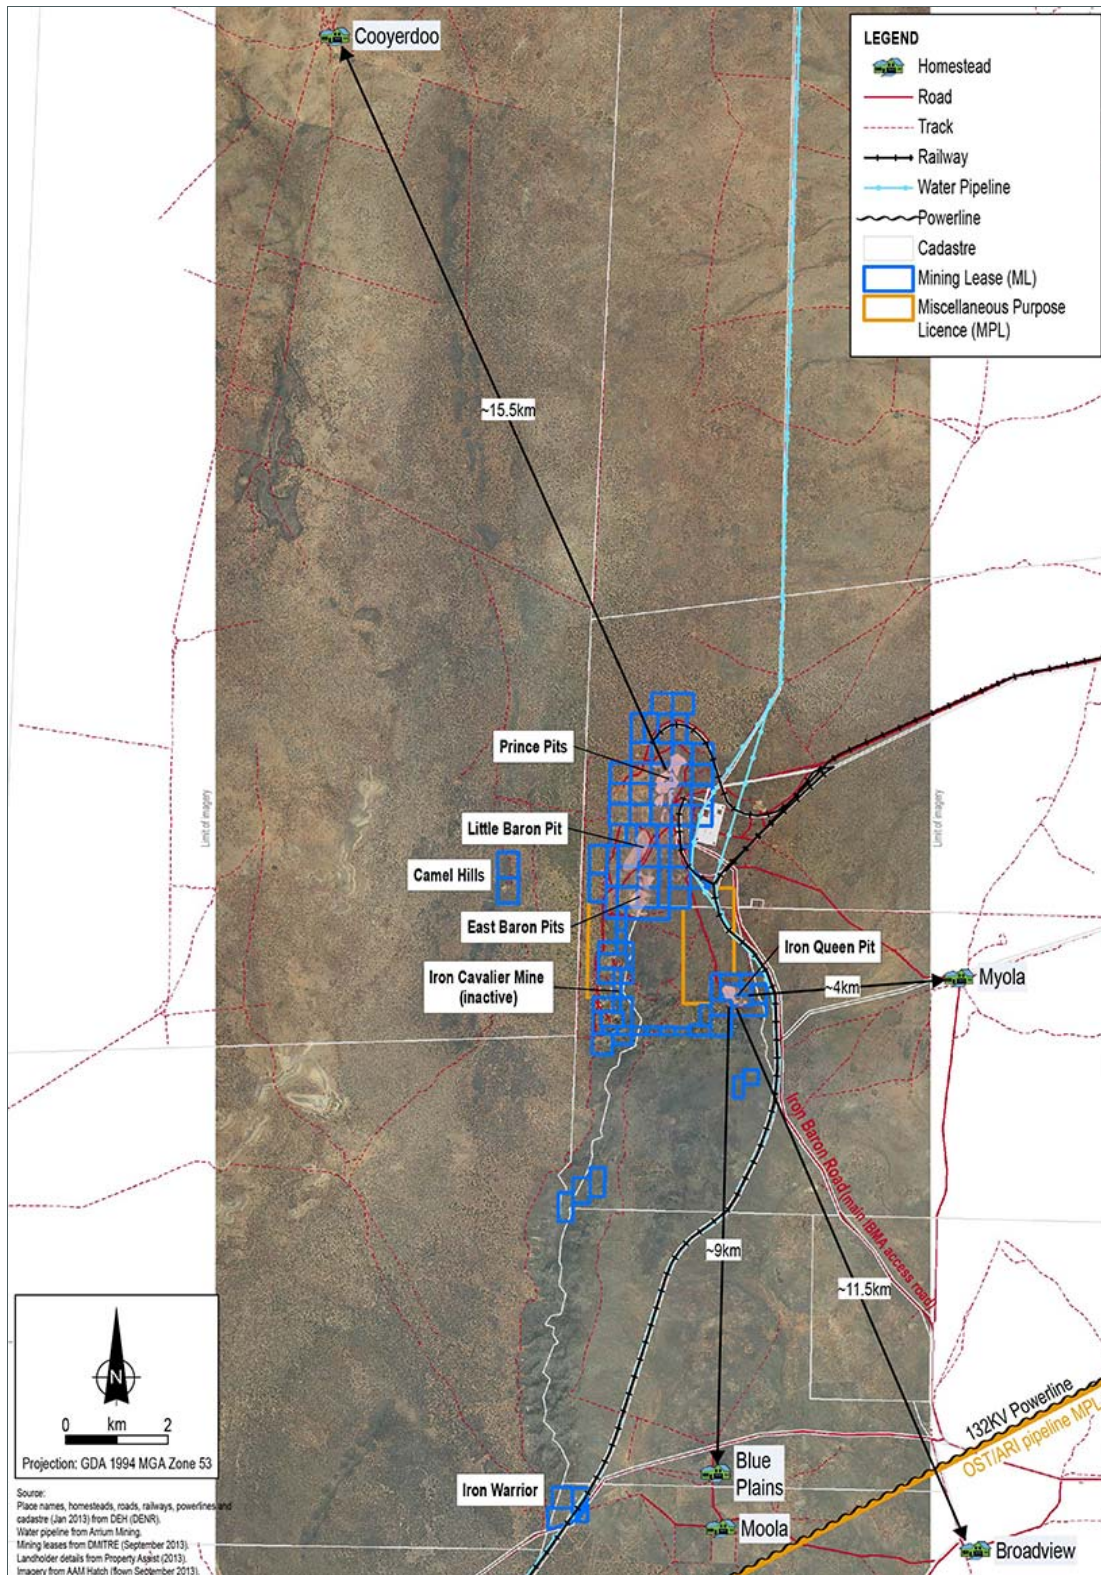 Cooyerdoo
LEGEND
Homestead
Road
Track
Railway
Water Pipeline
Powerline
Cadastre
Mining Lease (ML)
Miscellaneous Purpose
Licence (MPL)
~15.5km
Limit of imagery
Limit of imagery
Prince Pits
Little Baron Pit
Camel Hills
East Baron Pits
Iron Queen Pit
Iron Cavalier Mine
(inactive)
~4km
Myola
Iron Baron Road(main IBMA access road)
~9km
~11.5km
N
0 km 2
Projection: GDA 1994 MGA Zone 53
132KV Powerline
OST/ARI pipeline MPL
Blue
Plains
Iron Warrior
Moola
Broadview
Source:
Place names, homesteads, roads, railways, powerlines and
cadastre (Jan 2013) from DEH (DENR).
Water pipeline from Arrium Mining.
Mining leases from DMITRE (September 2013).
Landholder details from Property Assist (2013).
Imagery from AAM Hatch (flown September 2013).